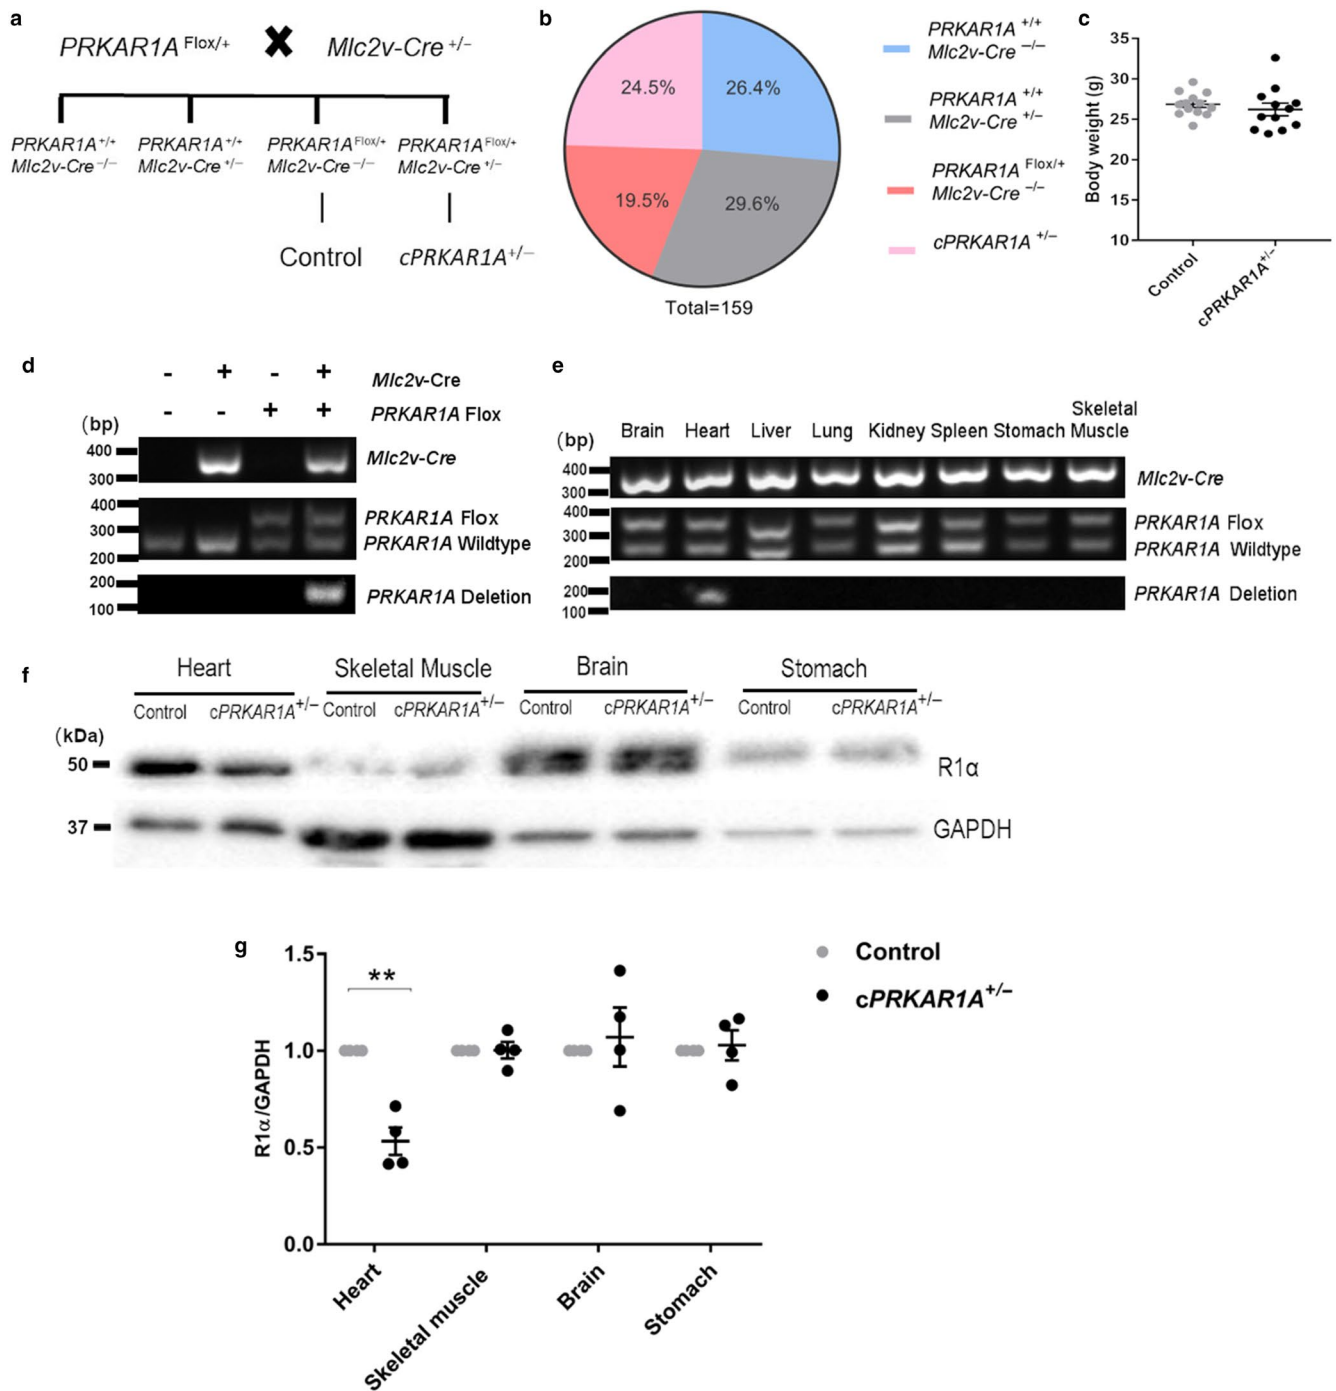 a
PRKAR1A Flox/+ ✖ Mlc2v-Cre +/−
PRKAR1A +/+ PRKAR1A +/+ PRKAR1A Flox/+ PRKAR1A Flox/+
Mlc2v-Cre −/− Mlc2v-Cre +/− Mlc2v-Cre −/− Mlc2v-Cre +/−
Control cPRKAR1A +/−
b
24.5% 26.4%
19.5% 29.6%
Total=159
PRKAR1A +/+
Mlc2v-Cre −/−
PRKAR1A +/+
Mlc2v-Cre +/−
PRKAR1A Flox/+
Mlc2v-Cre −/−
cPRKAR1A +/−
c
Body weight (g)
35
30
25
20
15
10
Control cPRKAR1A+/−
d
- + - + Mlc2v-Cre
- - + + PRKAR1A Flox
(bp)
400 Mlc2v-Cre
300
400 PRKAR1A Flox
300 PRKAR1A Wildtype
200
200 PRKAR1A Deletion
100
e
Skeletal
(bp) Brain Heart Liver Lung Kidney Spleen Stomach Muscle
400 Mlc2v-Cre
300
400 PRKAR1A Flox
300 PRKAR1A Wildtype
200
200 PRKAR1A Deletion
100
f
Heart Skeletal Muscle Brain Stomach
Control cPRKAR1A+/− Control cPRKAR1A+/− Control cPRKAR1A+/− Control cPRKAR1A+/−
(kDa)
50 R1α
37 GAPDH
g
R1α/GAPDH
1.5
1.0
0.5
0.0
**
Heart Skeletal muscle Brain Stomach
Control
cPRKAR1A+/−